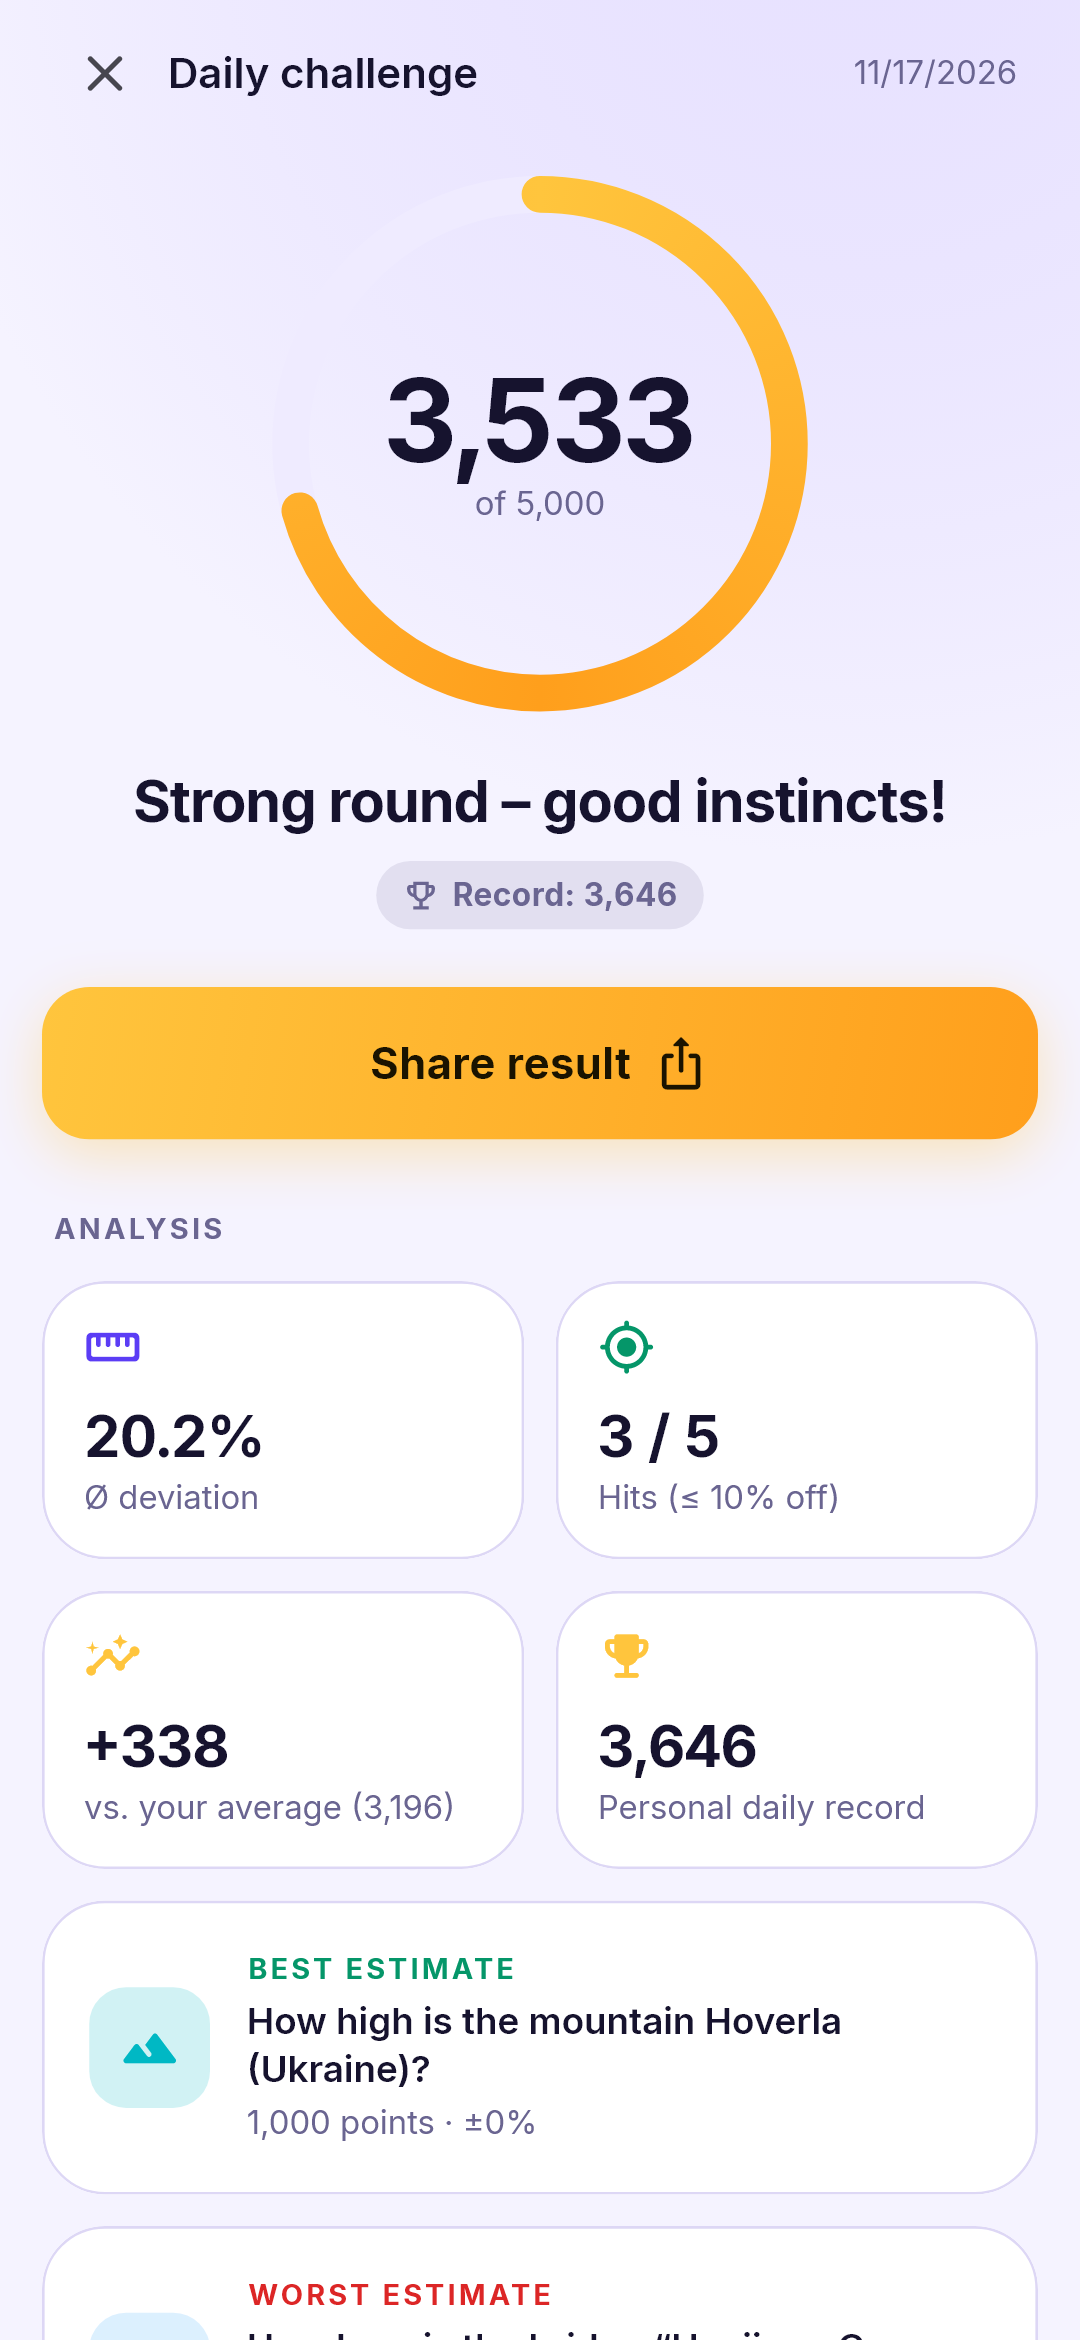 Daily challenge
11/17/2026
3,533
of 5,000
Strong round – good instincts!
Record: 3,646
Share result
ANALYSIS
20.2%
Ø deviation
3 / 5
Hits (≤ 10% off)
+338
vs. your average (3,196)
3,646
Personal daily record
BEST ESTIMATE
How high is the mountain Hoverla
(Ukraine)?
1,000 points · ±0%
WORST ESTIMATE